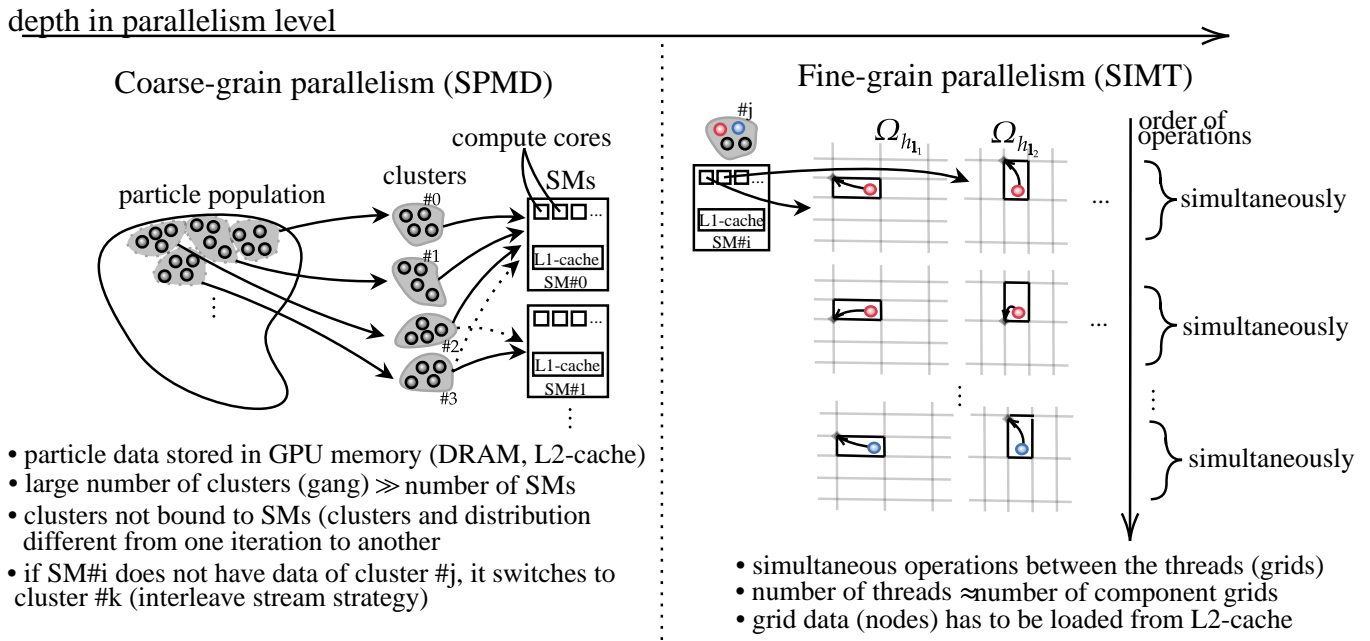 depth in parallelism level
Coarse-grain parallelism (SPMD)
compute cores
clusters
SMs
particle population
#0
#1
#2
#3
...
L1-cache
SM#0
...
L1-cache
SM#1
⋮
⋮
• particle data stored in GPU memory (DRAM, L2-cache)
• large number of clusters (gang) ≫ number of SMs
• clusters not bound to SMs (clusters and distribution
different from one iteration to another
• if SM#i does not have data of cluster #j, it switches to
cluster #k (interleave stream strategy)
Fine-grain parallelism (SIMT)
#j
...
L1-cache
SM#i
Ω_{h_{l_1}}
Ω_{h_{l_2}}
order of
operations
...
simultaneously
...
simultaneously
⋮
⋮
simultaneously
• simultaneous operations between the threads (grids)
• number of threads ≈number of component grids
• grid data (nodes) has to be loaded from L2-cache